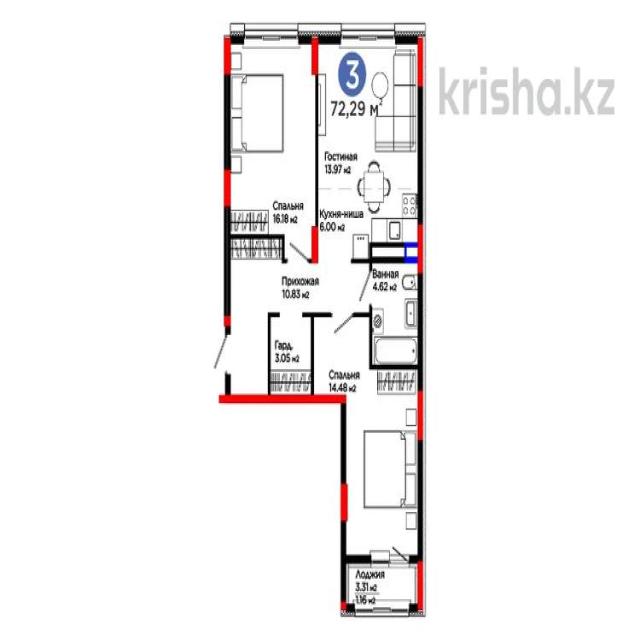 krisha.kz
3
72,29 м²
Гостиная
13.97 м²
Спальня
16.18 м²
Кухня-ниша
6.00 м²
Прихожая
10.83 м²
Ванная
4.62 м²
Гард.
3.05 м²
Спальня
14.48 м²
Лоджия
3.31 м²
1.16 м²